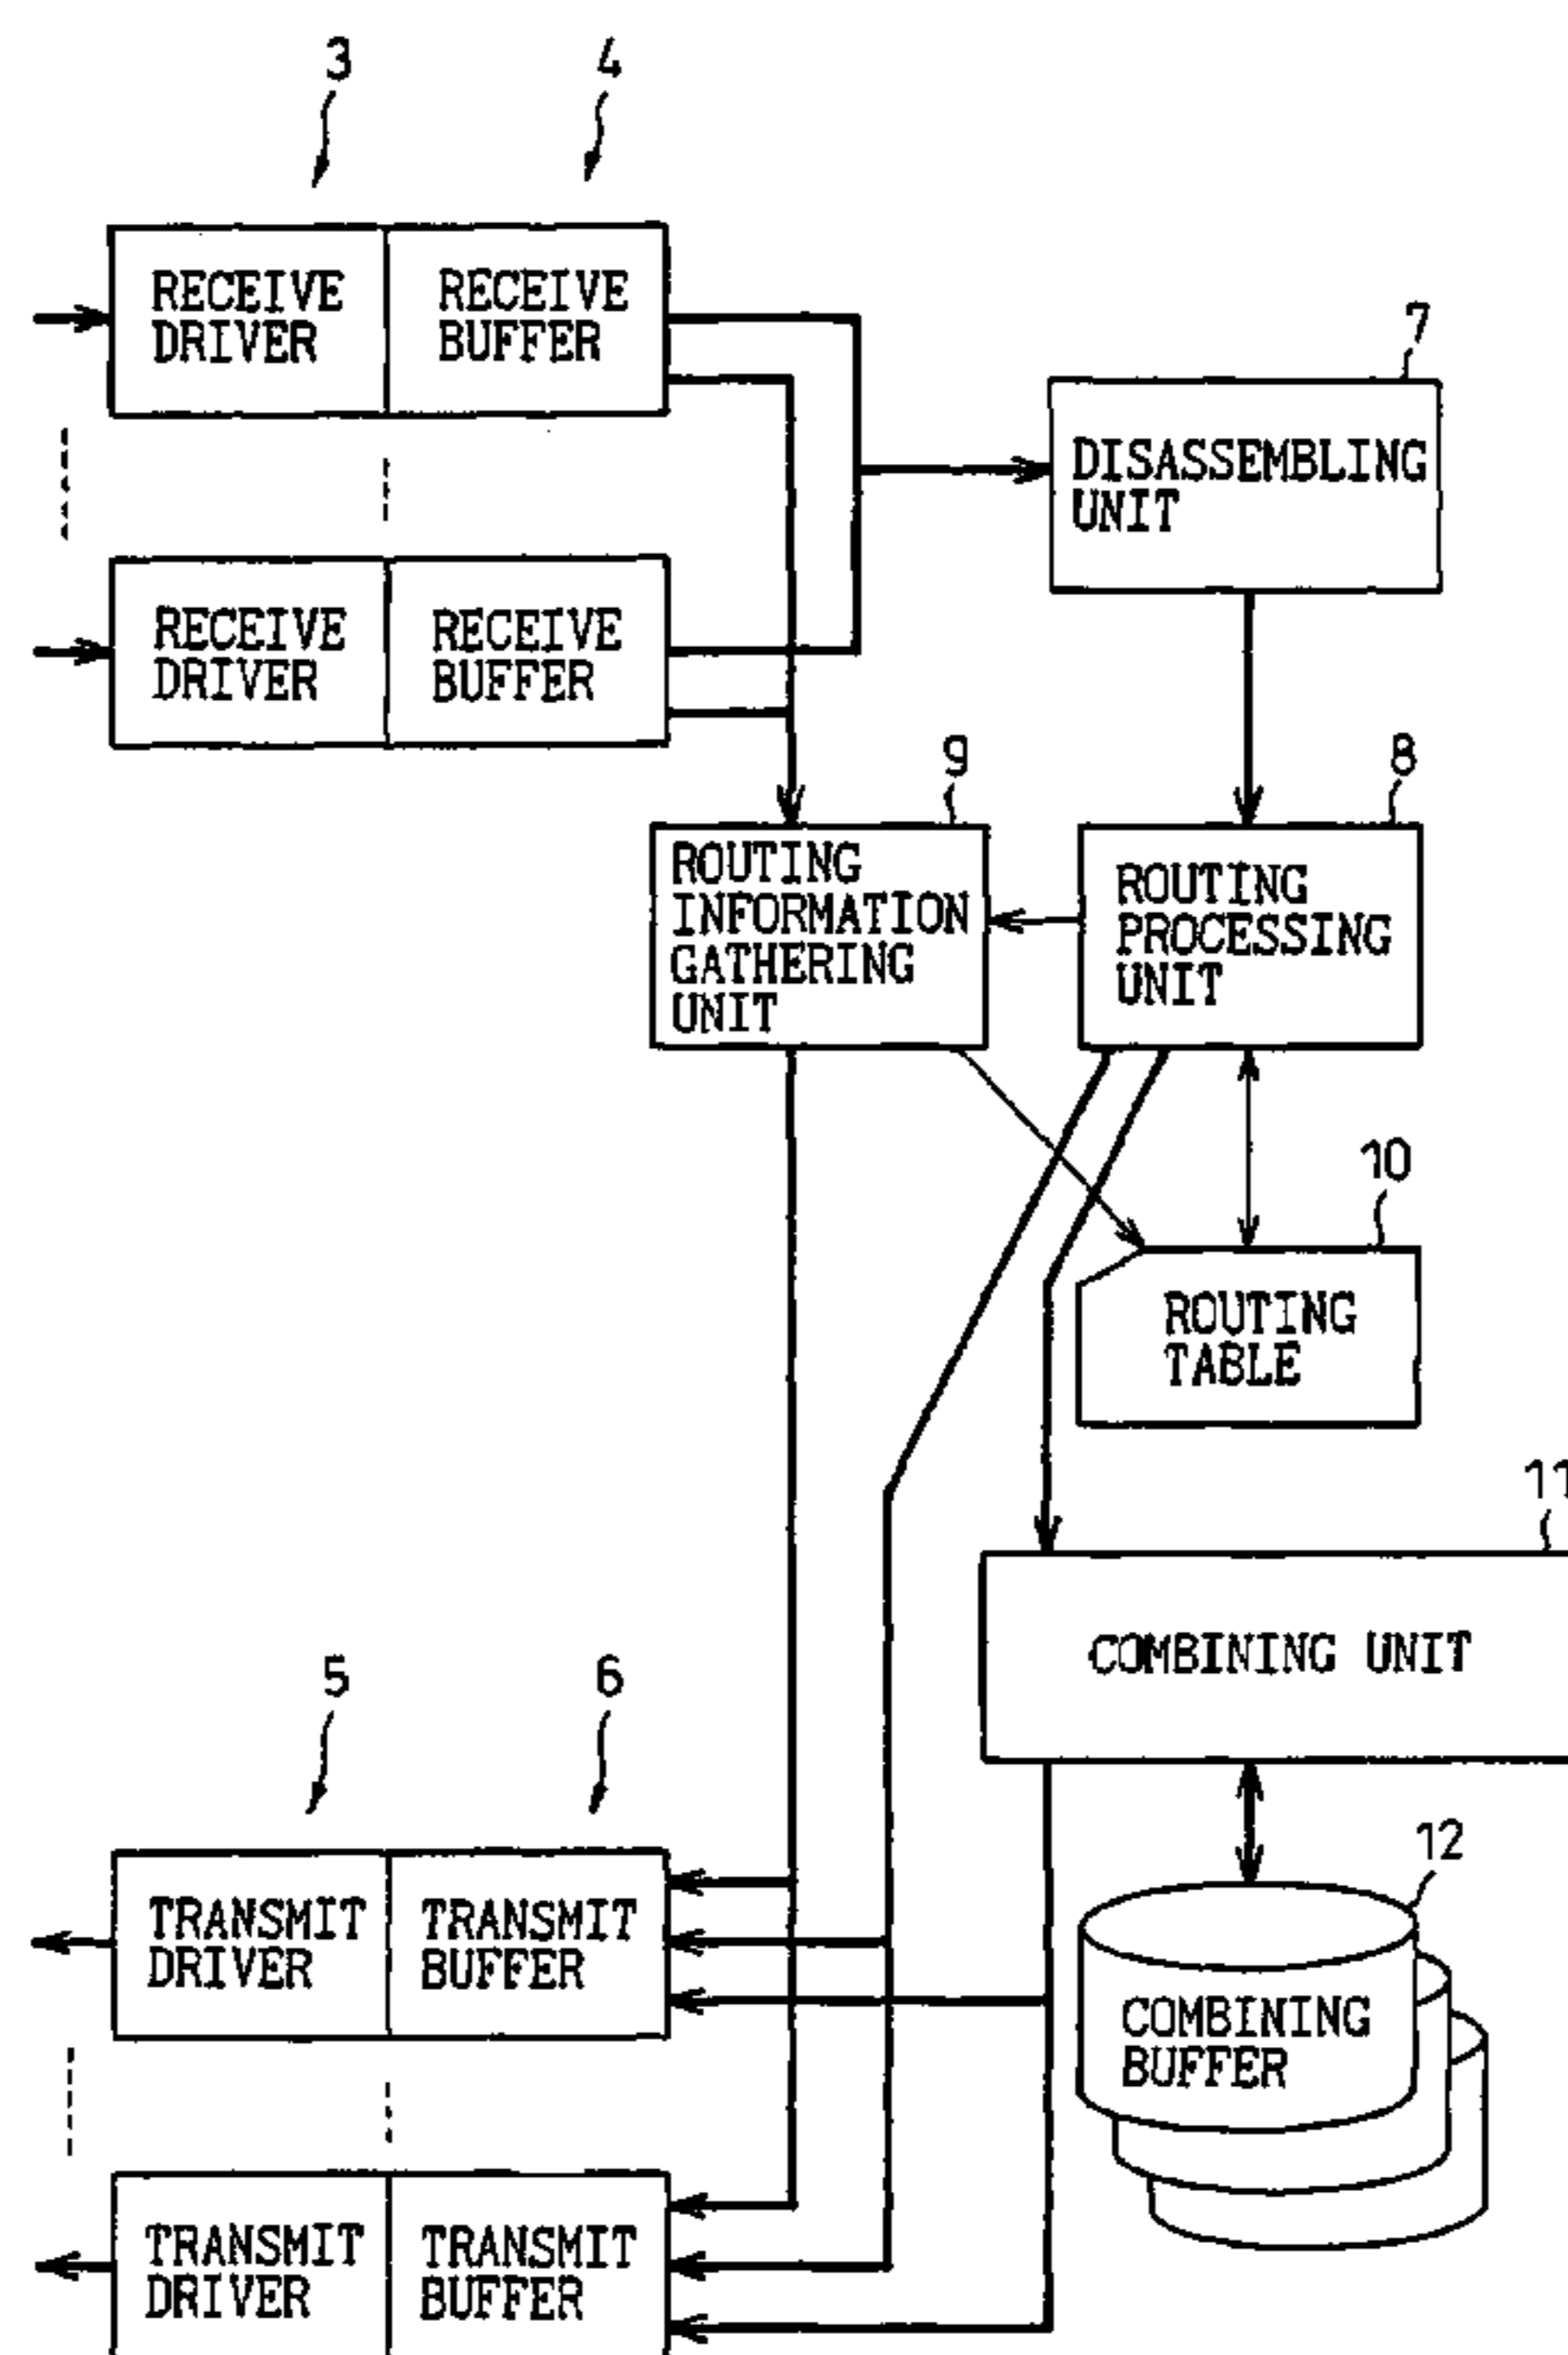 3
4
RECEIVE
DRIVER
RECEIVE
BUFFER
7
DISASSEMBLING
UNIT
RECEIVE
DRIVER
RECEIVE
BUFFER
9
8
ROUTING
INFORMATION
GATHERING
UNIT
ROUTING
PROCESSING
UNIT
10
ROUTING
TABLE
11
COMBINING UNIT
5
6
12
TRANSMIT
DRIVER
TRANSMIT
BUFFER
COMBINING
BUFFER
TRANSMIT
DRIVER
TRANSMIT
BUFFER